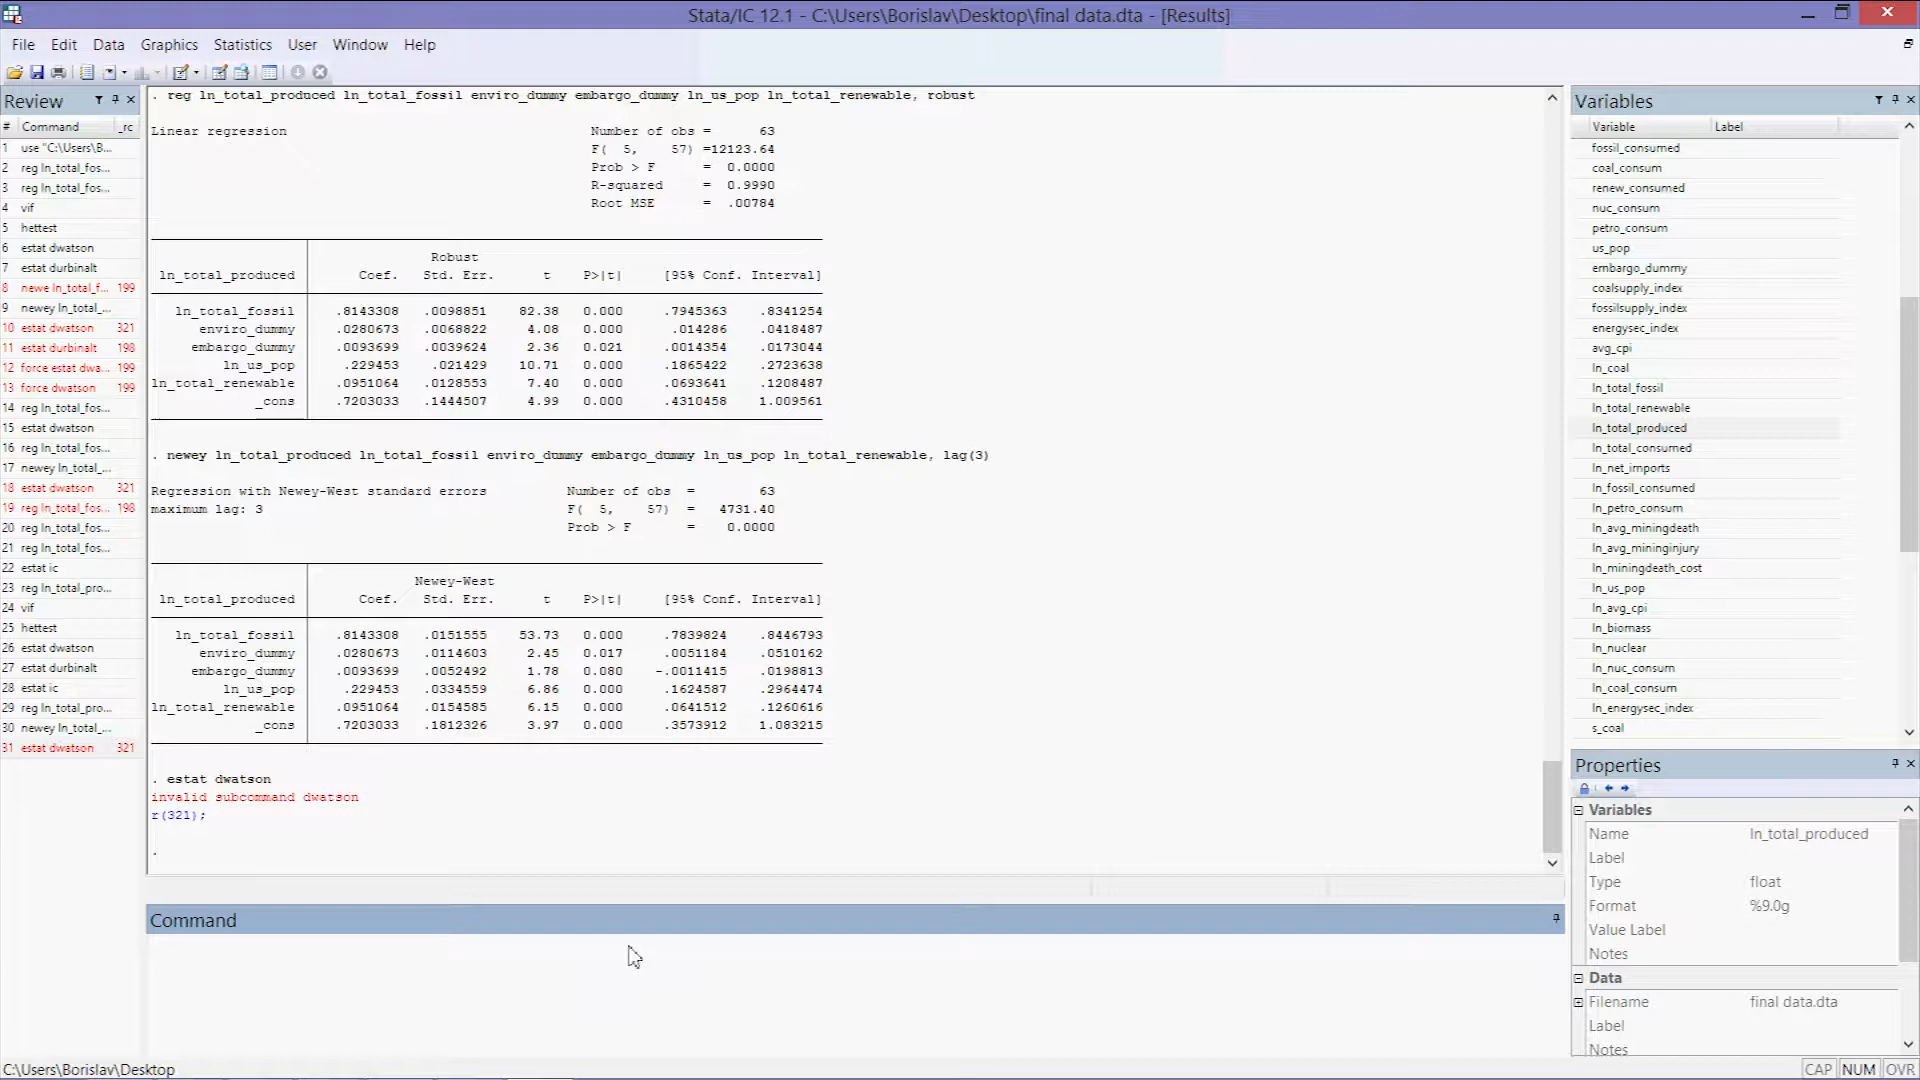 Stata/IC 12.1 - C:\Users\Borislav\Desktop\final data.dta - [Results]
File Edit Data Graphics Statistics User Window Help
Review
# Command _rc
1 use "C:\Users\B...
2 reg ln_total_fos...
3 reg ln_total_fos...
4 vif
5 hettest
6 estat dwatson
7 estat durbinalt
8 newe ln_total_f... 199
9 newey ln_total_...
10 estat dwatson 321
11 estat durbinalt 198
12 force estat dwa... 199
13 force dwatson 199
14 reg ln_total_fos...
15 estat dwatson
16 reg ln_total_fos...
17 newey ln_total_...
18 estat dwatson 321
19 reg ln_total_fos... 198
20 reg ln_total_fos...
21 reg ln_total_fos...
22 estat ic
23 reg ln_total_pro...
24 vif
25 hettest
26 estat dwatson
27 estat durbinalt
28 estat ic
29 reg ln_total_pro...
30 newey ln_total_...
31 estat dwatson 321
. reg ln_total_produced ln_total_fossil enviro_dummy embargo_dummy ln_us_pop ln_total_renewable, robust
Linear regression Number of obs = 63
F( 5, 57) =12123.64
Prob > F = 0.0000
R-squared = 0.9990
Root MSE = .00784
Robust
ln_total_produced Coef. Std. Err. t P>|t| [95% Conf. Interval]
ln_total_fossil .8143308 .0098851 82.38 0.000 .7945363 .8341254
enviro_dummy .0280673 .0068822 4.08 0.000 .014286 .0418487
embargo_dummy .0093699 .0039624 2.36 0.021 .0014354 .0173044
ln_us_pop .229453 .021429 10.71 0.000 .1865422 .2723638
ln_total_renewable .0951064 .0128553 7.40 0.000 .0693641 .1208487
_cons .7203033 .1444507 4.99 0.000 .4310458 1.009561
. newey ln_total_produced ln_total_fossil enviro_dummy embargo_dummy ln_us_pop ln_total_renewable, lag(3)
Regression with Newey-West standard errors Number of obs = 63
maximum lag: 3 F( 5, 57) = 4731.40
Prob > F = 0.0000
Newey-West
ln_total_produced Coef. Std. Err. t P>|t| [95% Conf. Interval]
ln_total_fossil .8143308 .0151555 53.73 0.000 .7839824 .8446793
enviro_dummy .0280673 .0114603 2.45 0.017 .0051184 .0510162
embargo_dummy .0093699 .0052492 1.78 0.080 -.0011415 .0198813
ln_us_pop .229453 .0334559 6.86 0.000 .1624587 .2964474
ln_total_renewable .0951064 .0154585 6.15 0.000 .0641512 .1260616
_cons .7203033 .1812326 3.97 0.000 .3573912 1.083215
. estat dwatson
invalid subcommand dwatson
r(321);
.
Command
Variables
Variable Label
fossil_consumed
coal_consum
renew_consumed
nuc_consum
petro_consum
us_pop
embargo_dummy
coalsupply_index
fossilsupply_index
energysec_index
avg_cpi
ln_coal
ln_total_fossil
ln_total_renewable
ln_total_produced
ln_total_consumed
ln_net_imports
ln_fossil_consumed
ln_petro_consum
ln_avg_miningdeath
ln_avg_mininginjury
ln_miningdeath_cost
ln_us_pop
ln_avg_cpi
ln_biomass
ln_nuclear
ln_nuc_consum
ln_coal_consum
ln_energysec_index
s_coal
Properties
Variables
Name ln_total_produced
Label
Type float
Format %9.0g
Value Label
Notes
Data
Filename final data.dta
Label
Notes
C:\Users\Borislav\Desktop
CAP NUM OVR